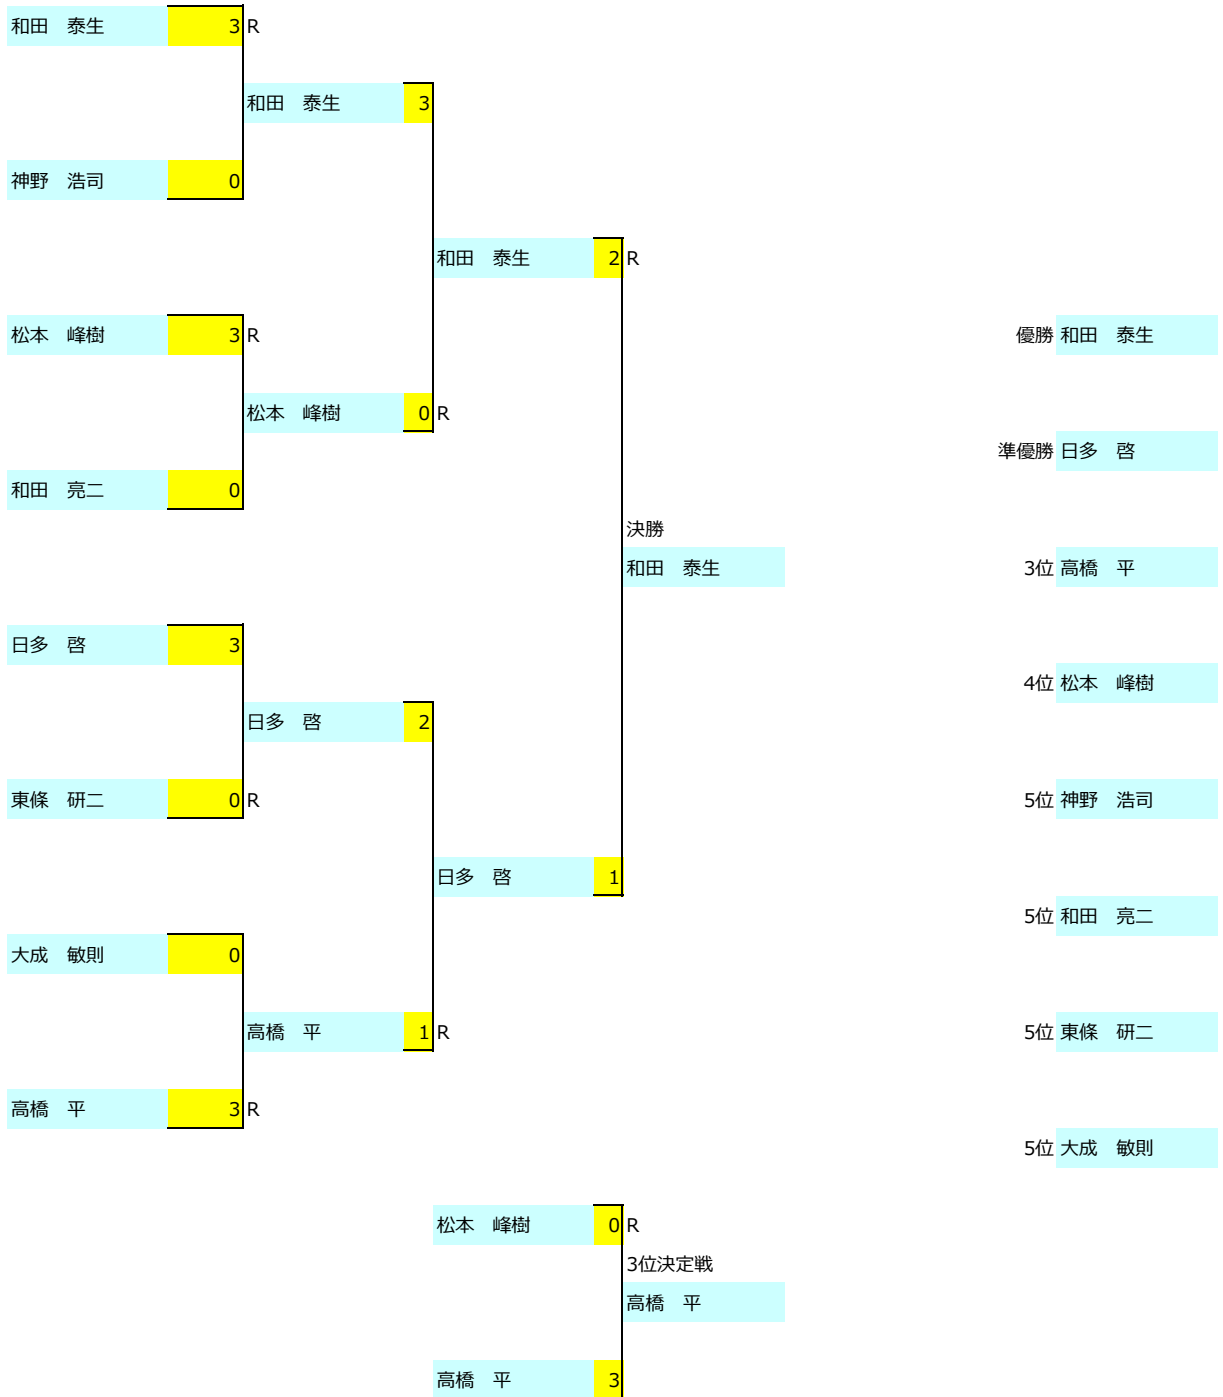 和田　泰生 3 R
和田　泰生 3
神野　浩司 0
和田　泰生 2 R
松本　峰樹 3 R
優勝 和田　泰生
松本　峰樹 0 R
準優勝 日多　啓
和田　亮二 0
決勝
和田　泰生
3位 高橋　平
日多　啓 3
4位 松本　峰樹
日多　啓 2
東條　研二 0 R
5位 神野　浩司
日多　啓 1
5位 和田　亮二
大成　敏則 0
高橋　平 1 R
5位 東條　研二
高橋　平 3 R
5位 大成　敏則
松本　峰樹 0 R
3位決定戦
高橋　平
高橋　平 3